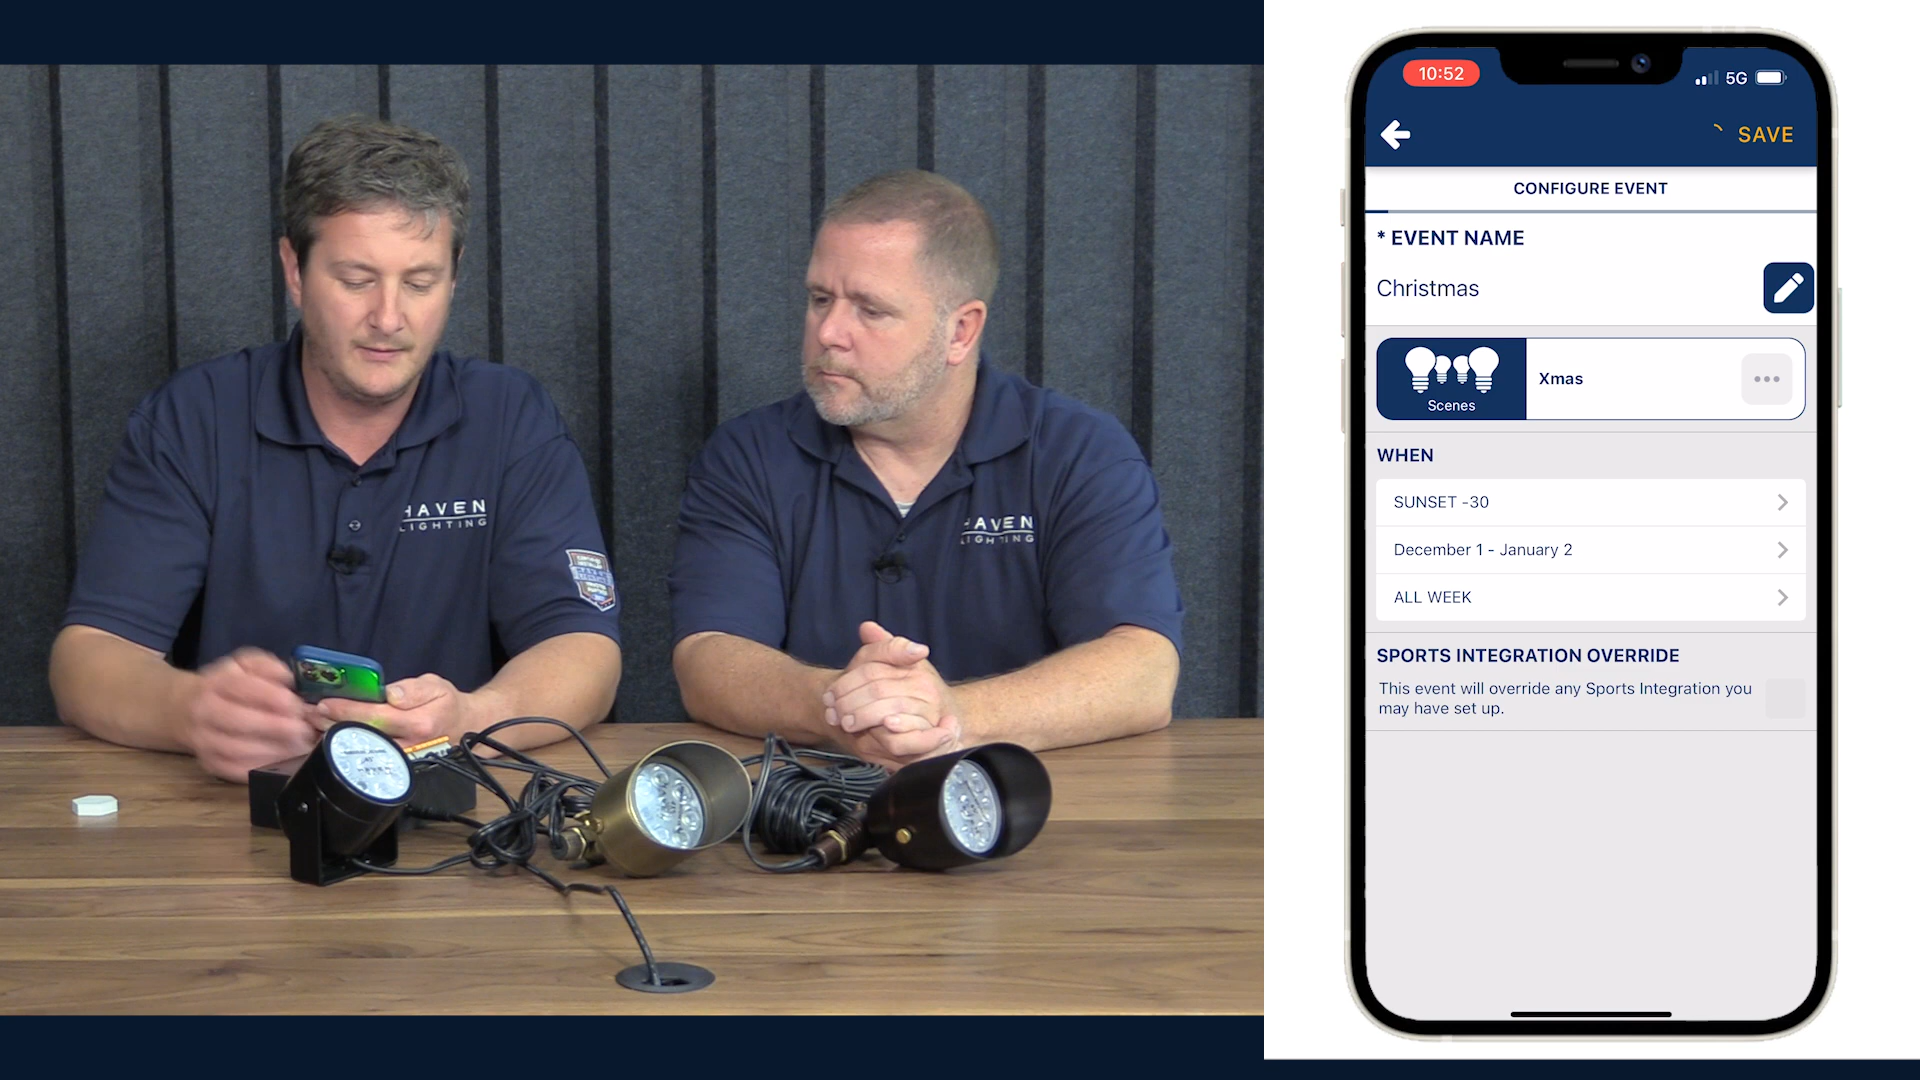 HAVEN
LIGHTING
HAVEN
LIGHTING
10:52
5G
SAVE
CONFIGURE EVENT
* EVENT NAME
Christmas
Scenes
Xmas
WHEN
SUNSET -30
December 1 - January 2
ALL WEEK
SPORTS INTEGRATION OVERRIDE
This event will override any Sports Integration you
may have set up.